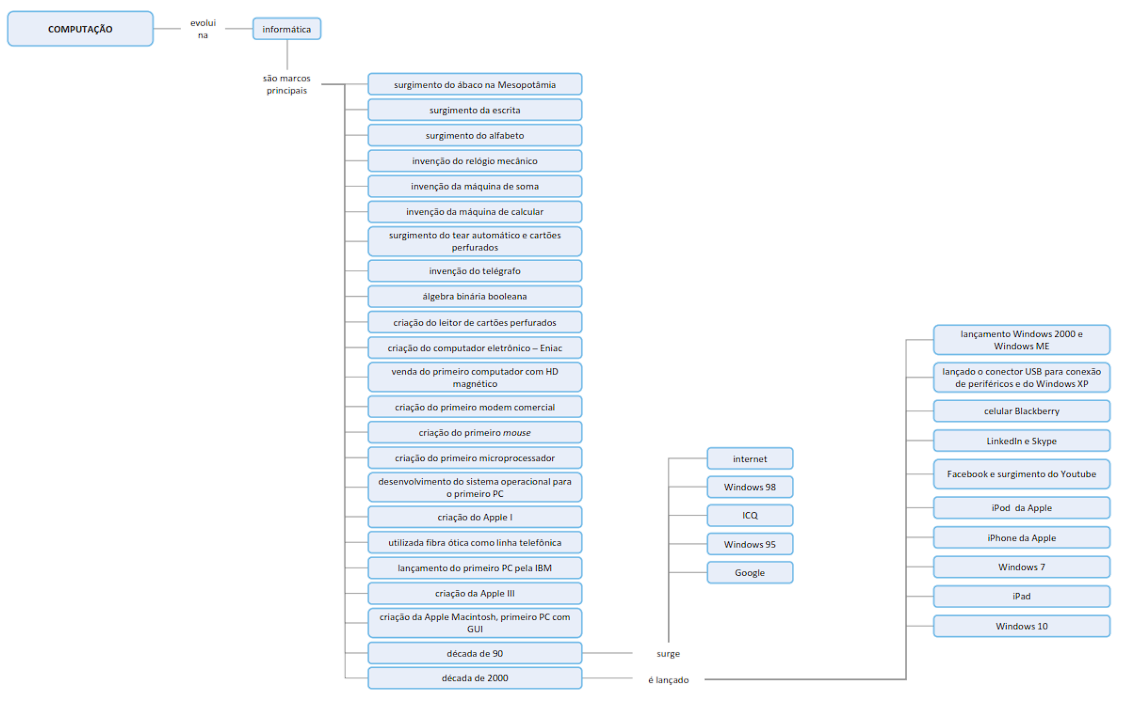 COMPUTAÇÃO
evolui
na
informática
são marcos
principais
surgimento do ábaco na Mesopotâmia
surgimento da escrita
surgimento do alfabeto
invenção do relógio mecânico
invenção da máquina de soma
invenção da máquina de calcular
surgimento do tear automático e cartões
perfurados
invenção do telégrafo
álgebra binária booleana
criação do leitor de cartões perfurados
criação do computador eletrônico – Eniac
venda do primeiro computador com HD
magnético
criação do primeiro modem comercial
criação do primeiro mouse
criação do primeiro microprocessador
desenvolvimento do sistema operacional para
o primeiro PC
criação do Apple I
utilizada fibra ótica como linha telefônica
lançamento do primeiro PC pela IBM
criação da Apple III
criação da Apple Macintosh, primeiro PC com
GUI
década de 90
surge
internet
Windows 98
ICQ
Windows 95
Google
década de 2000
é lançado
lançamento Windows 2000 e
Windows ME
lançado o conector USB para conexão
de periféricos e do Windows XP
celular Blackberry
LinkedIn e Skype
Facebook e surgimento do Youtube
iPod da Apple
iPhone da Apple
Windows 7
iPad
Windows 10